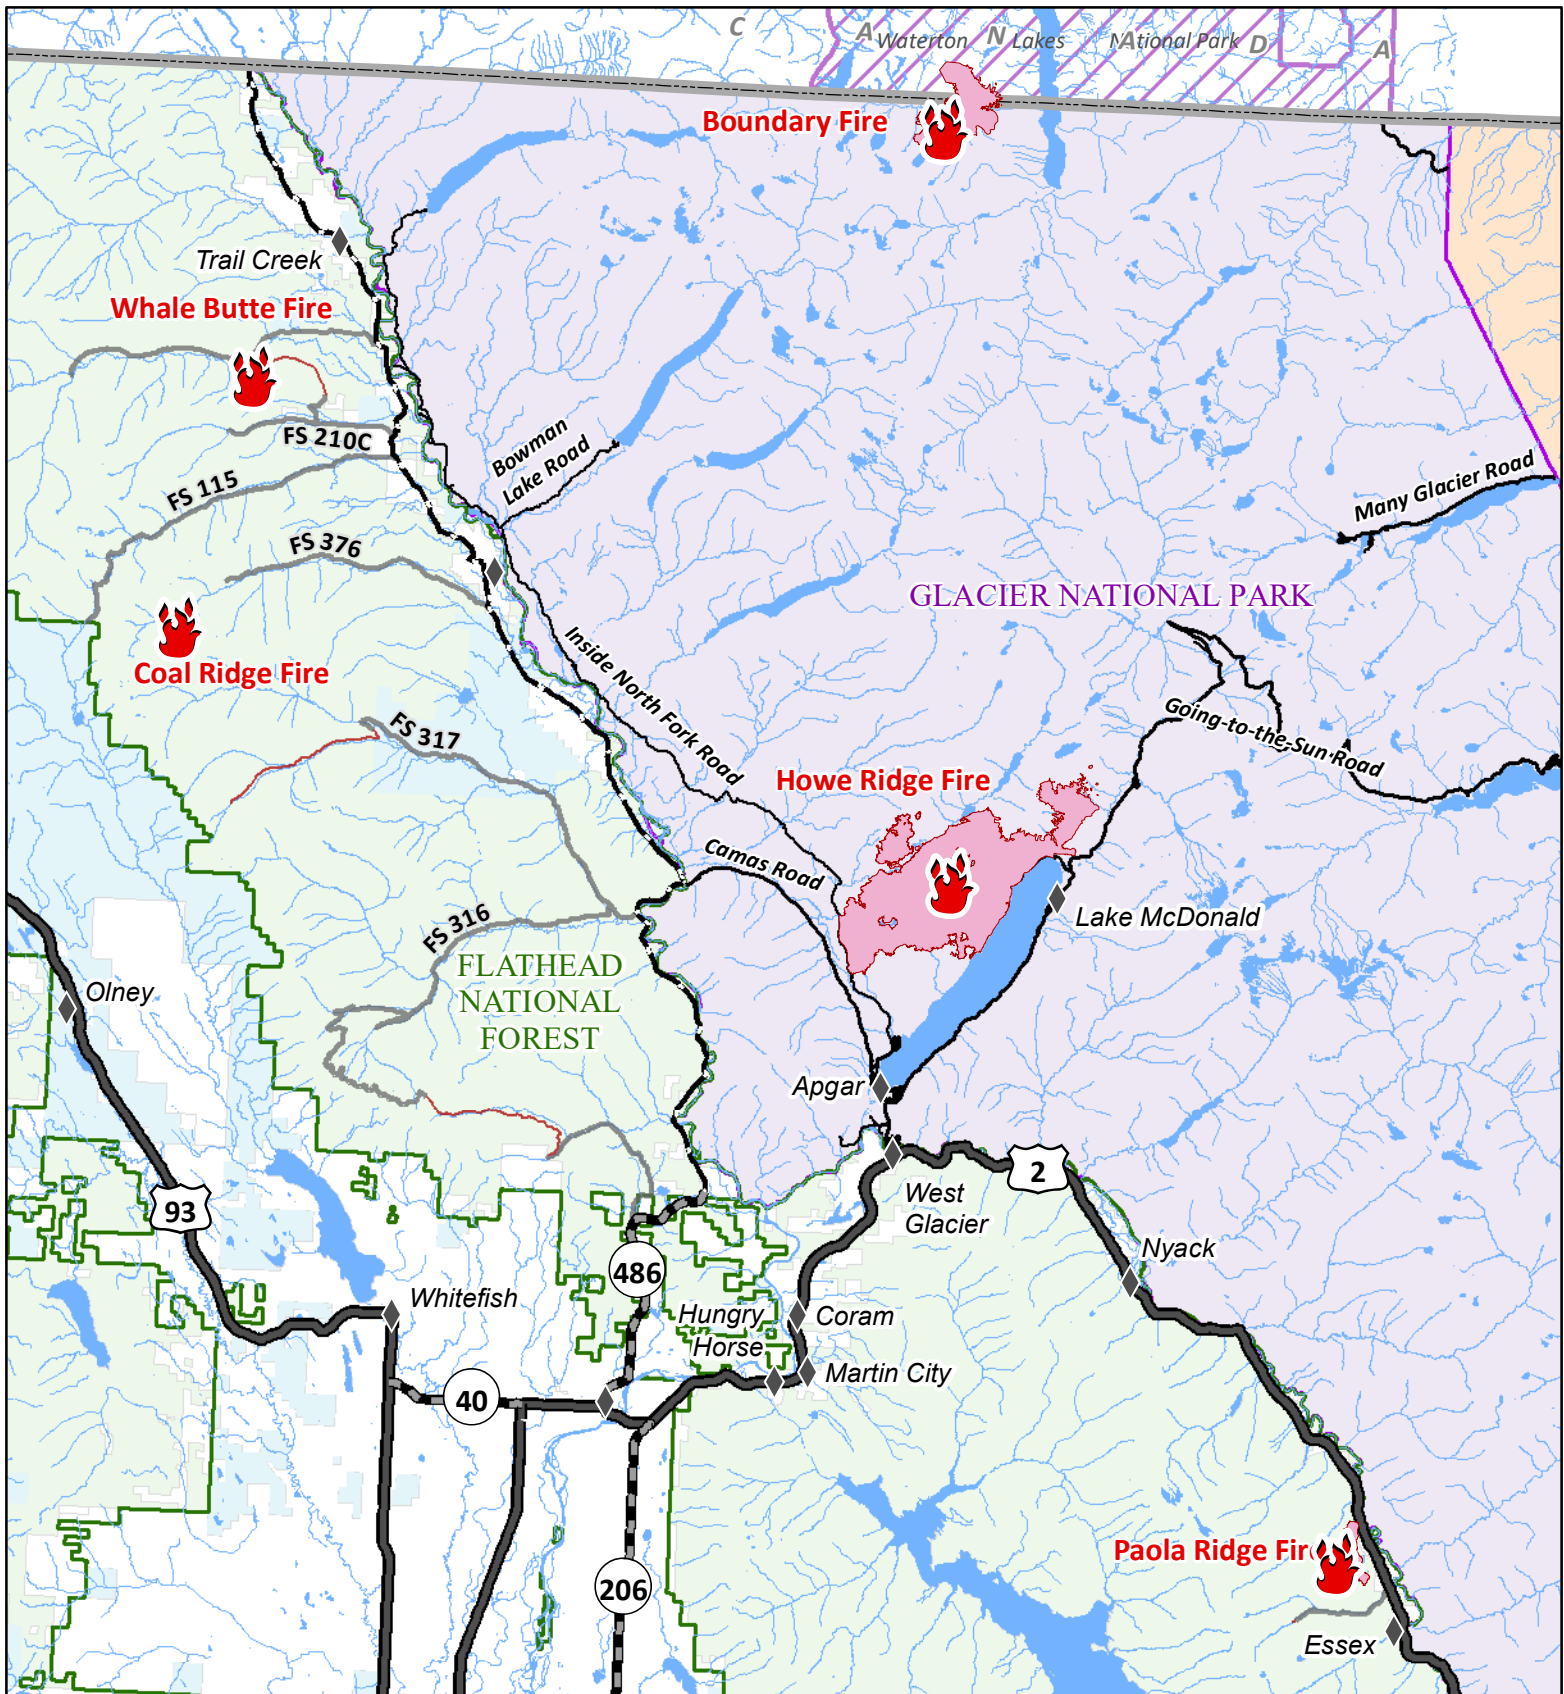 C A N A D A
Waterton Lakes National Park
Boundary Fire
Trail Creek
Whale Butte Fire
FS 210C
Bowman
Lake Road
FS 115
Many Glacier Road
FS 376
GLACIER NATIONAL PARK
Coal Ridge Fire
Inside North Fork Road
Going-to-the-Sun Road
FS 317
Howe Ridge Fire
Camas Road
Lake McDonald
FS 316
FLATHEAD
NATIONAL
FOREST
Olney
Apgar
2
West
Glacier
93
Nyack
486
Whitefish
Hungry
Horse
Coram
Martin City
40
Paola Ridge Fire
206
Essex